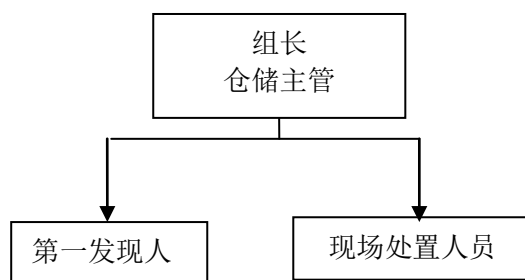 组长
仓储主管
第一发现人
现场处置人员